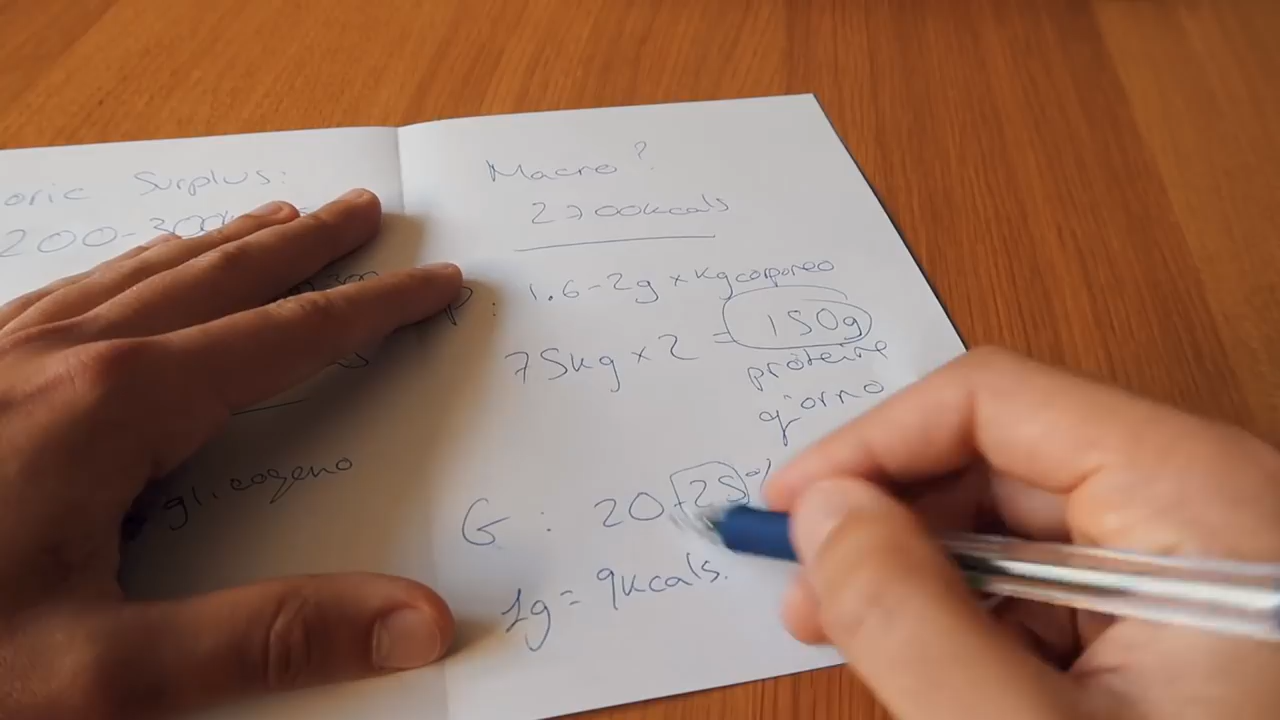 oric Surplus:
200-300k
glicogeno
Macro?
2700kcals
P: 1.6-2g x kg corporeo
75kg x 2 = 150g
proteine
giorno
G: 20-25%
1g = 9kcals.